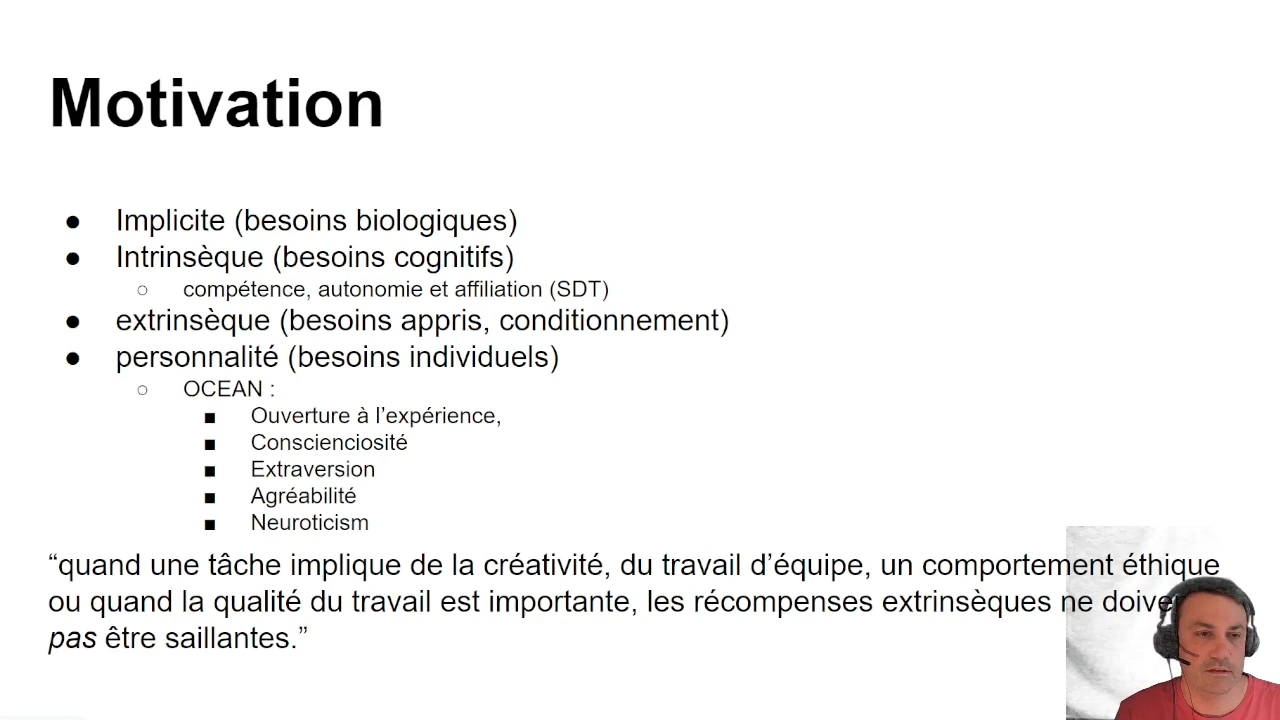 Motivation
● Implicite (besoins biologiques)
● Intrinsèque (besoins cognitifs)
○ compétence, autonomie et affiliation (SDT)
● extrinsèque (besoins appris, conditionnement)
● personnalité (besoins individuels)
○ OCEAN :
■ Ouverture à l’expérience,
■ Conscienciosité
■ Extraversion
■ Agréabilité
■ Neuroticism
“quand une tâche implique de la créativité, du travail d’équipe, un comportement éthique
ou quand la qualité du travail est importante, les récompenses extrinsèques ne
pas être saillantes.”